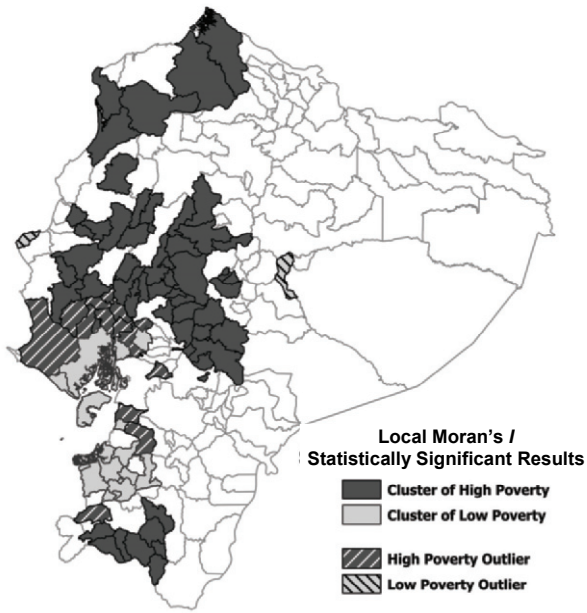 Local Moran's I
Statistically Significant Results
Cluster of High Poverty
Cluster of Low Poverty
High Poverty Outlier
Low Poverty Outlier